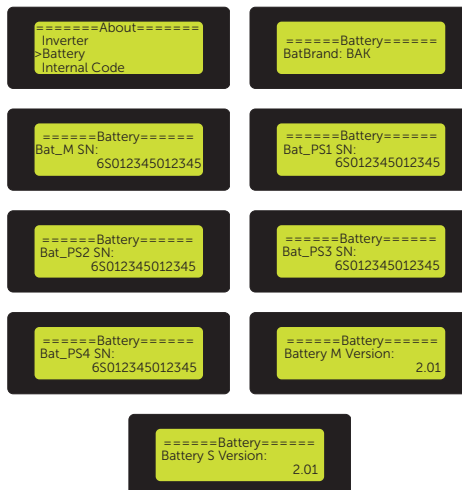 =======About=======
Inverter
>Battery
Internal Code
======Battery======
BatBrand: BAK
======Battery======
Bat_M SN:
6S012345012345
======Battery======
Bat_PS1 SN:
6S012345012345
======Battery======
Bat_PS2 SN:
6S012345012345
======Battery======
Bat_PS3 SN:
6S012345012345
======Battery======
Bat_PS4 SN:
6S012345012345
======Battery======
Battery M Version:
2.01
======Battery======
Battery S Version:
2.01